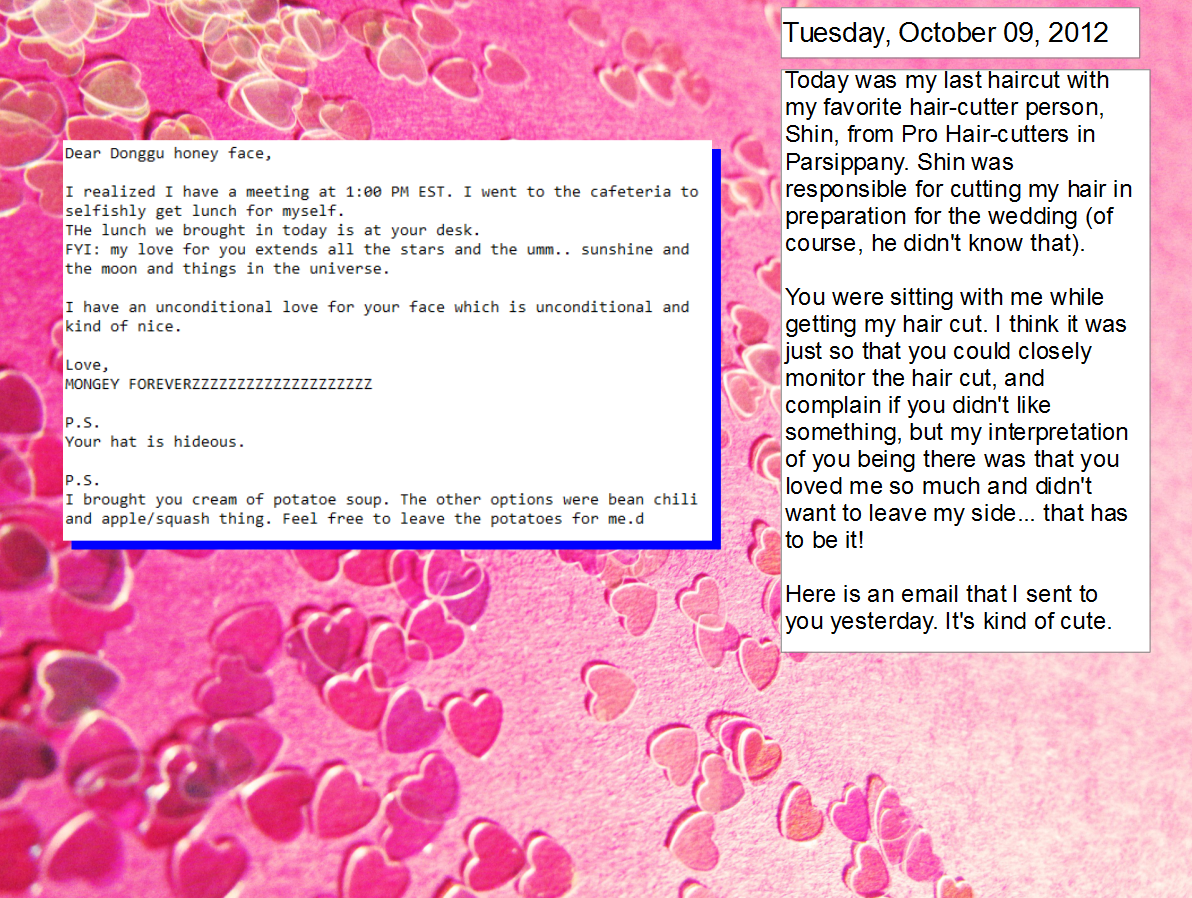 Tuesday, October 09, 2012
Today was my last haircut with
my favorite hair-cutter person,
Shin, from Pro Hair-cutters in
Parsippany. Shin was
responsible for cutting my hair in
preparation for the wedding (of
course, he didn't know that).
You were sitting with me while
getting my hair cut. I think it was
just so that you could closely
monitor the hair cut, and
complain if you didn't like
something, but my interpretation
of you being there was that you
loved me so much and didn't
want to leave my side... that has
to be it!
Here is an email that I sent to
you yesterday. It's kind of cute.
Dear Donggu honey face,
I realized I have a meeting at 1:00 PM EST. I went to the cafeteria to
selfishly get lunch for myself.
THe lunch we brought in today is at your desk.
FYI: my love for you extends all the stars and the umm.. sunshine and
the moon and things in the universe.
I have an unconditional love for your face which is unconditional and
kind of nice.
Love,
MONGEY FOREVERZZZZZZZZZZZZZZZZZZZZ
P.S.
Your hat is hideous.
P.S.
I brought you cream of potatoe soup. The other options were bean chili
and apple/squash thing. Feel free to leave the potatoes for me.d